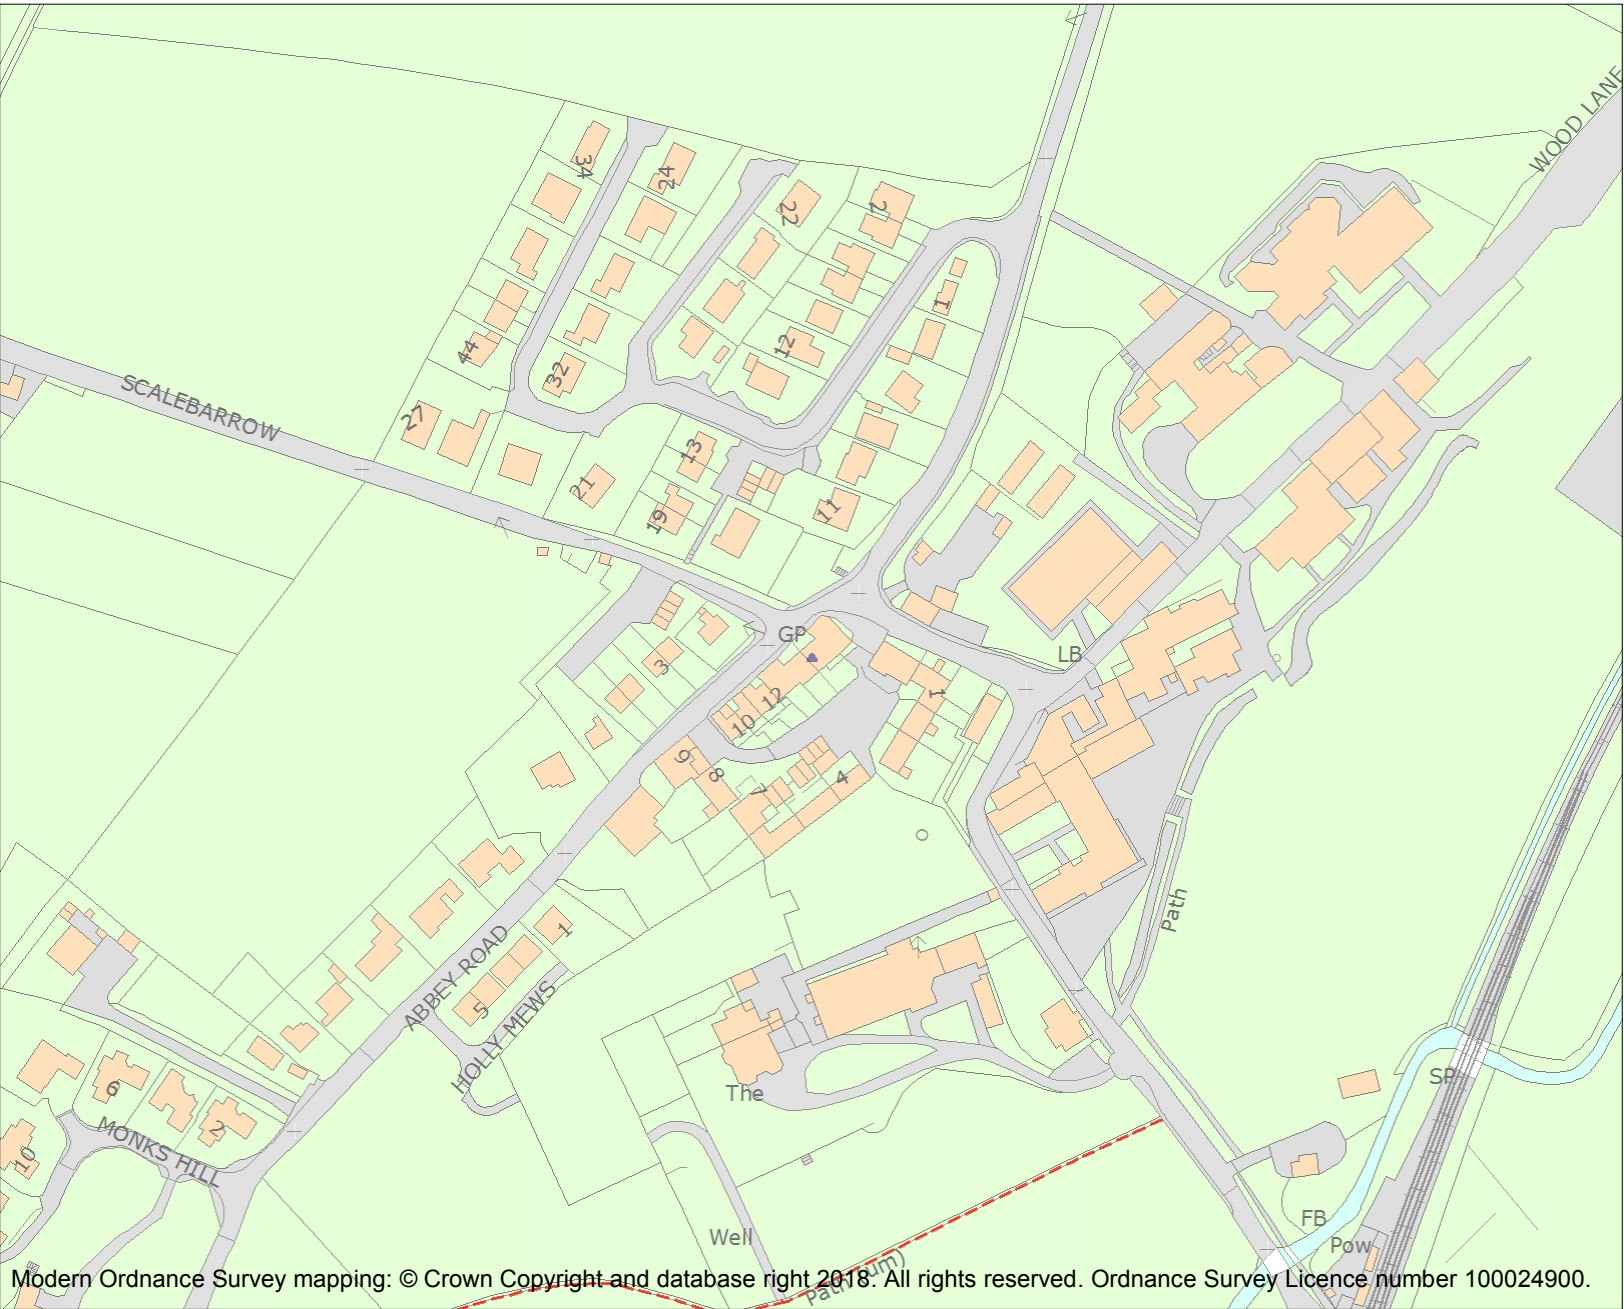 WOOD LANE
34
24
22
2
1
44
32
12
SCALEBARROW
27
13
21
19
11
GP
LB
3
1
12
10
9
8
7
4
Path
1
ABBEY ROAD
5
HOLLY MEWS
The
SP
6
MONKS HILL
2
10
FB
Well
Pow
Path (um)
Modern Ordnance Survey mapping: © Crown Copyright and database right 2018. All rights reserved. Ordnance Survey Licence number 100024900.